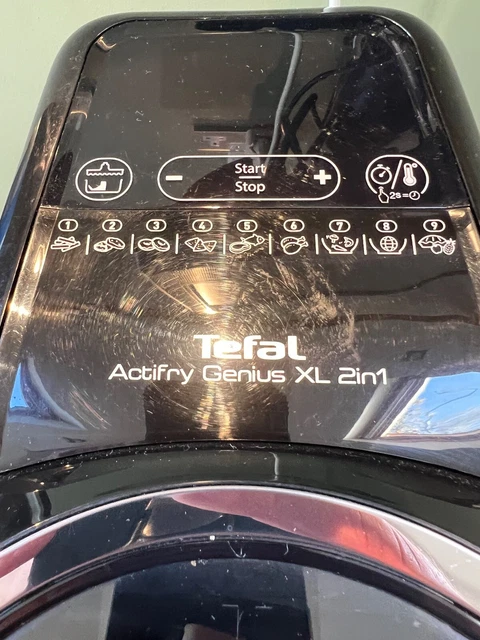 Start
- +
Stop
2s=
1 2 3 4 5 6 7 8 9
Tefal
Actifry Genius XL 2in1